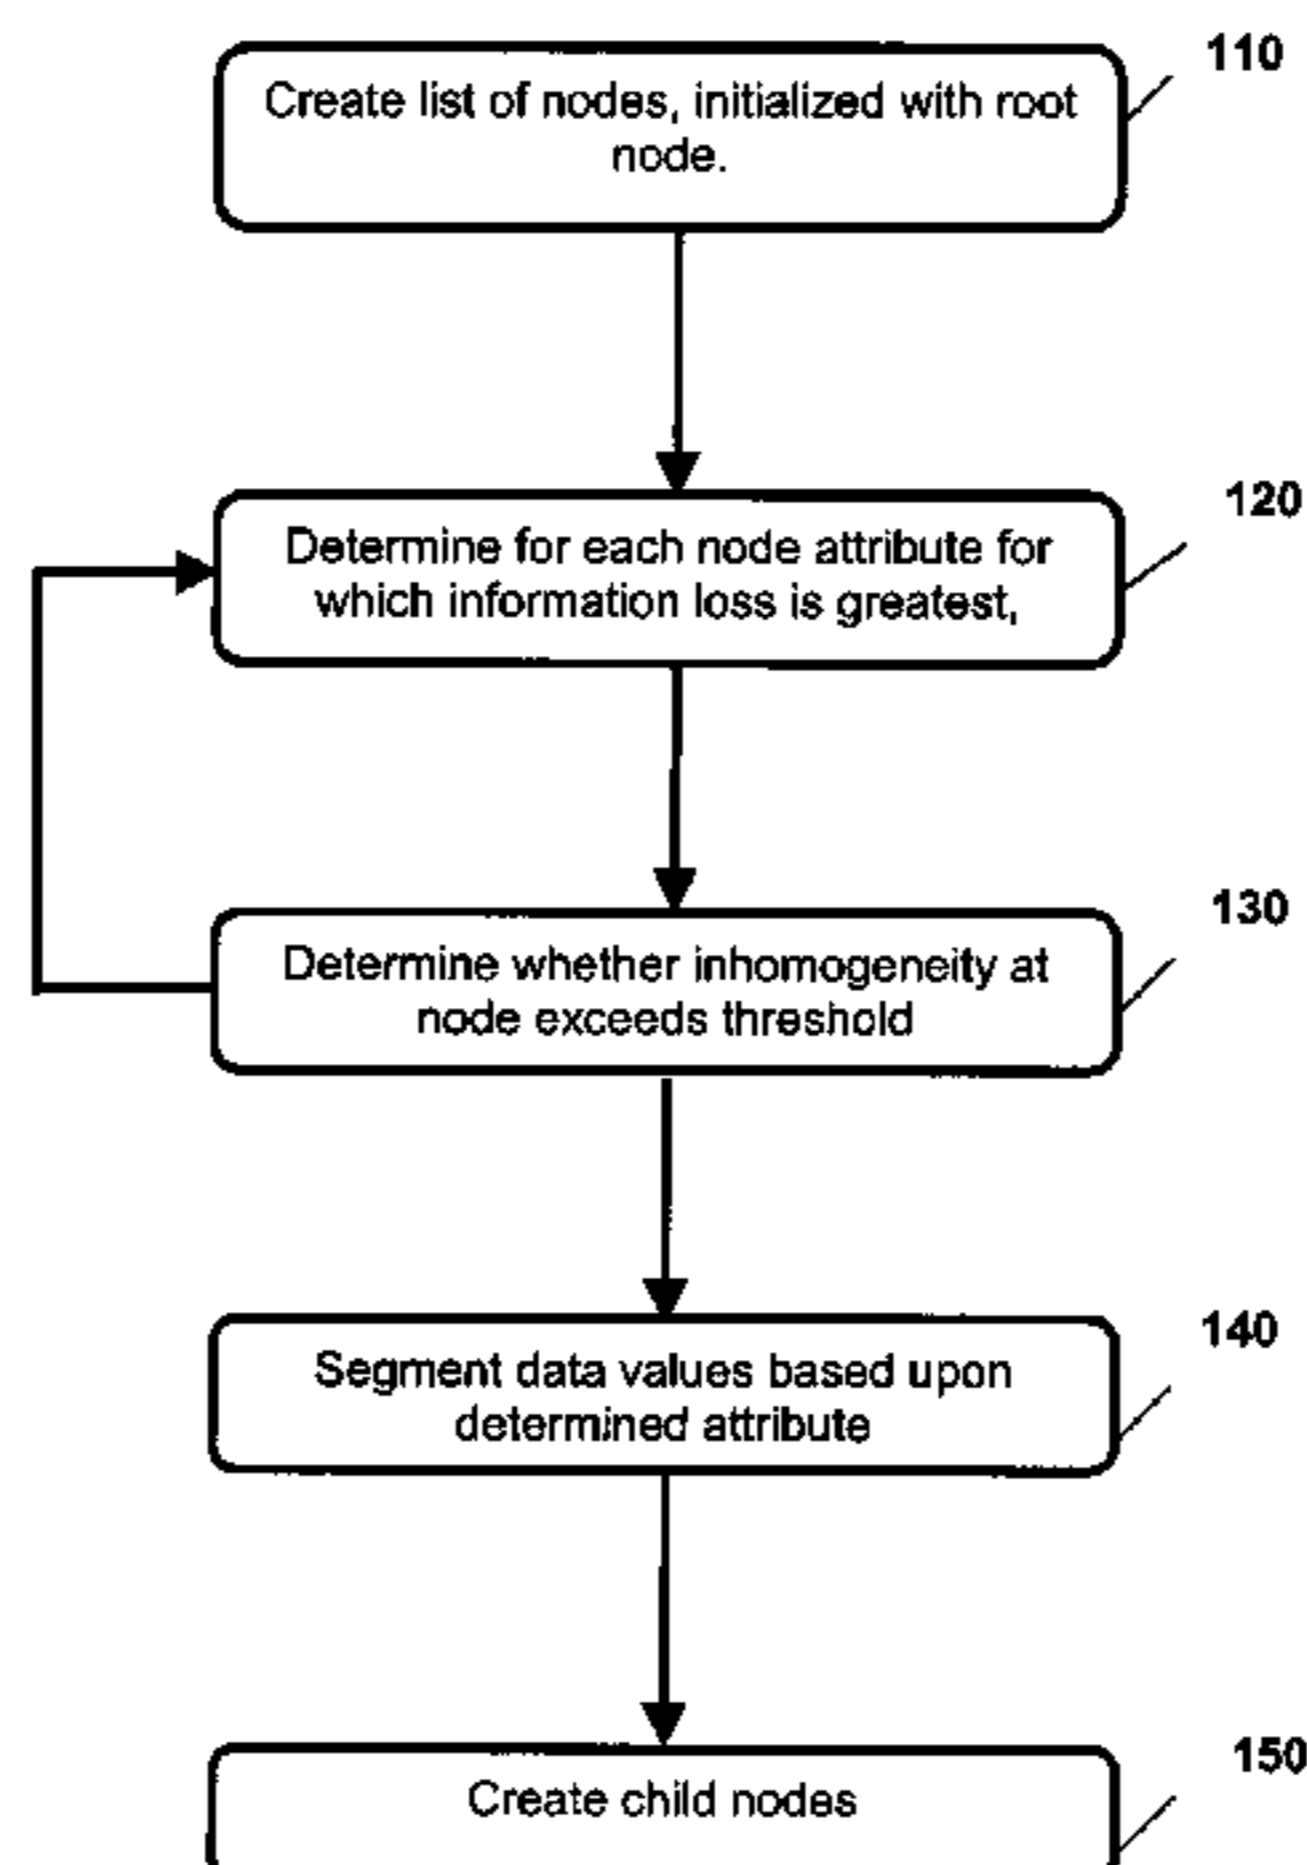 110
Create list of nodes, initialized with root
node.
120
Determine for each node attribute for
which information loss is greatest,
130
Determine whether inhomogeneity at
node exceeds threshold
140
Segment data values based upon
determined attribute
150
Create child nodes